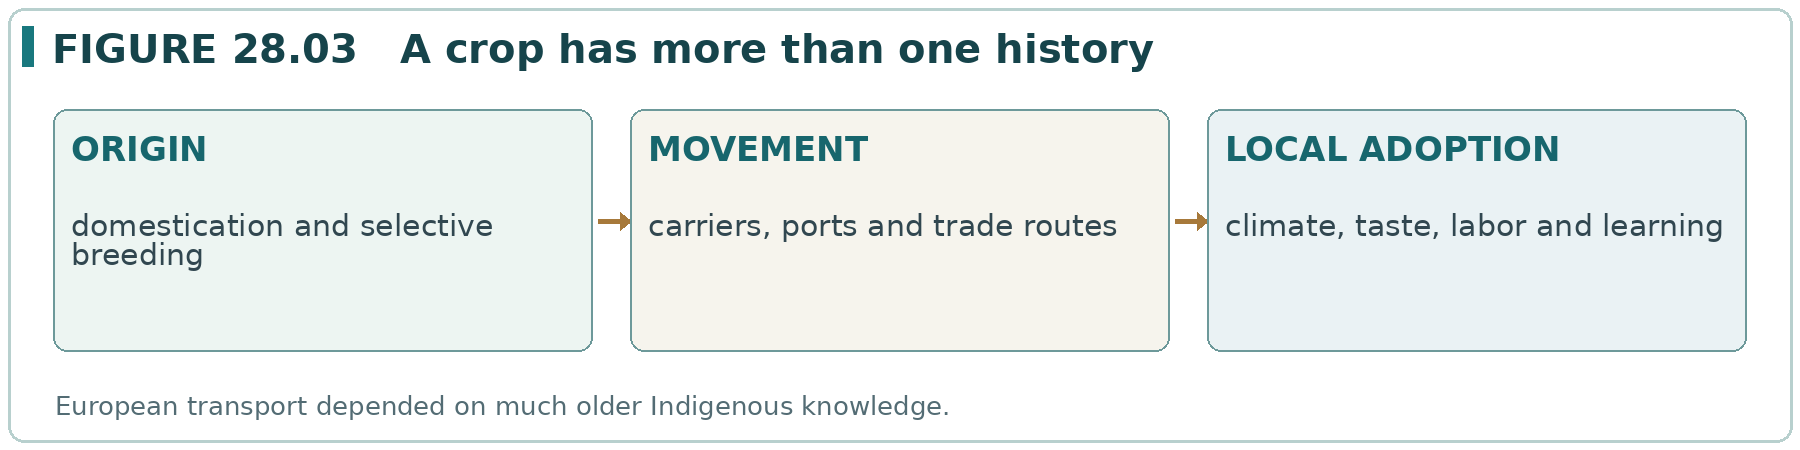 FIGURE 28.03 A crop has more than one history
ORIGIN
domestication and selective
breeding
MOVEMENT
carriers, ports and trade routes
LOCAL ADOPTION
climate, taste, labor and learning
European transport depended on much older Indigenous knowledge.